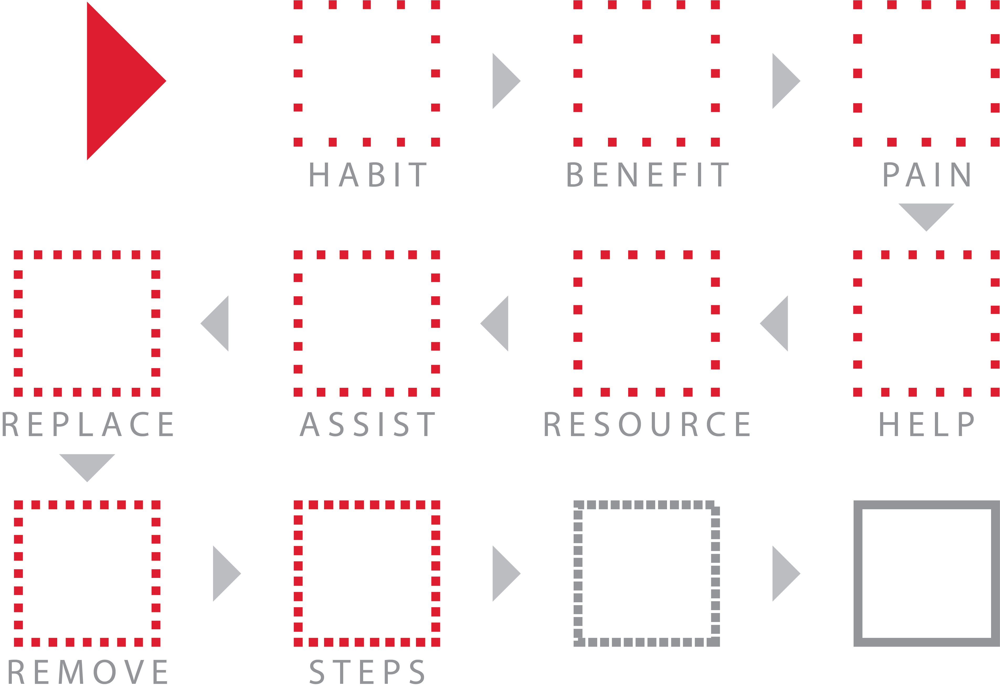 HABIT BENEFIT PAIN
REPLACE ASSIST RESOURCE HELP
REMOVE STEPS